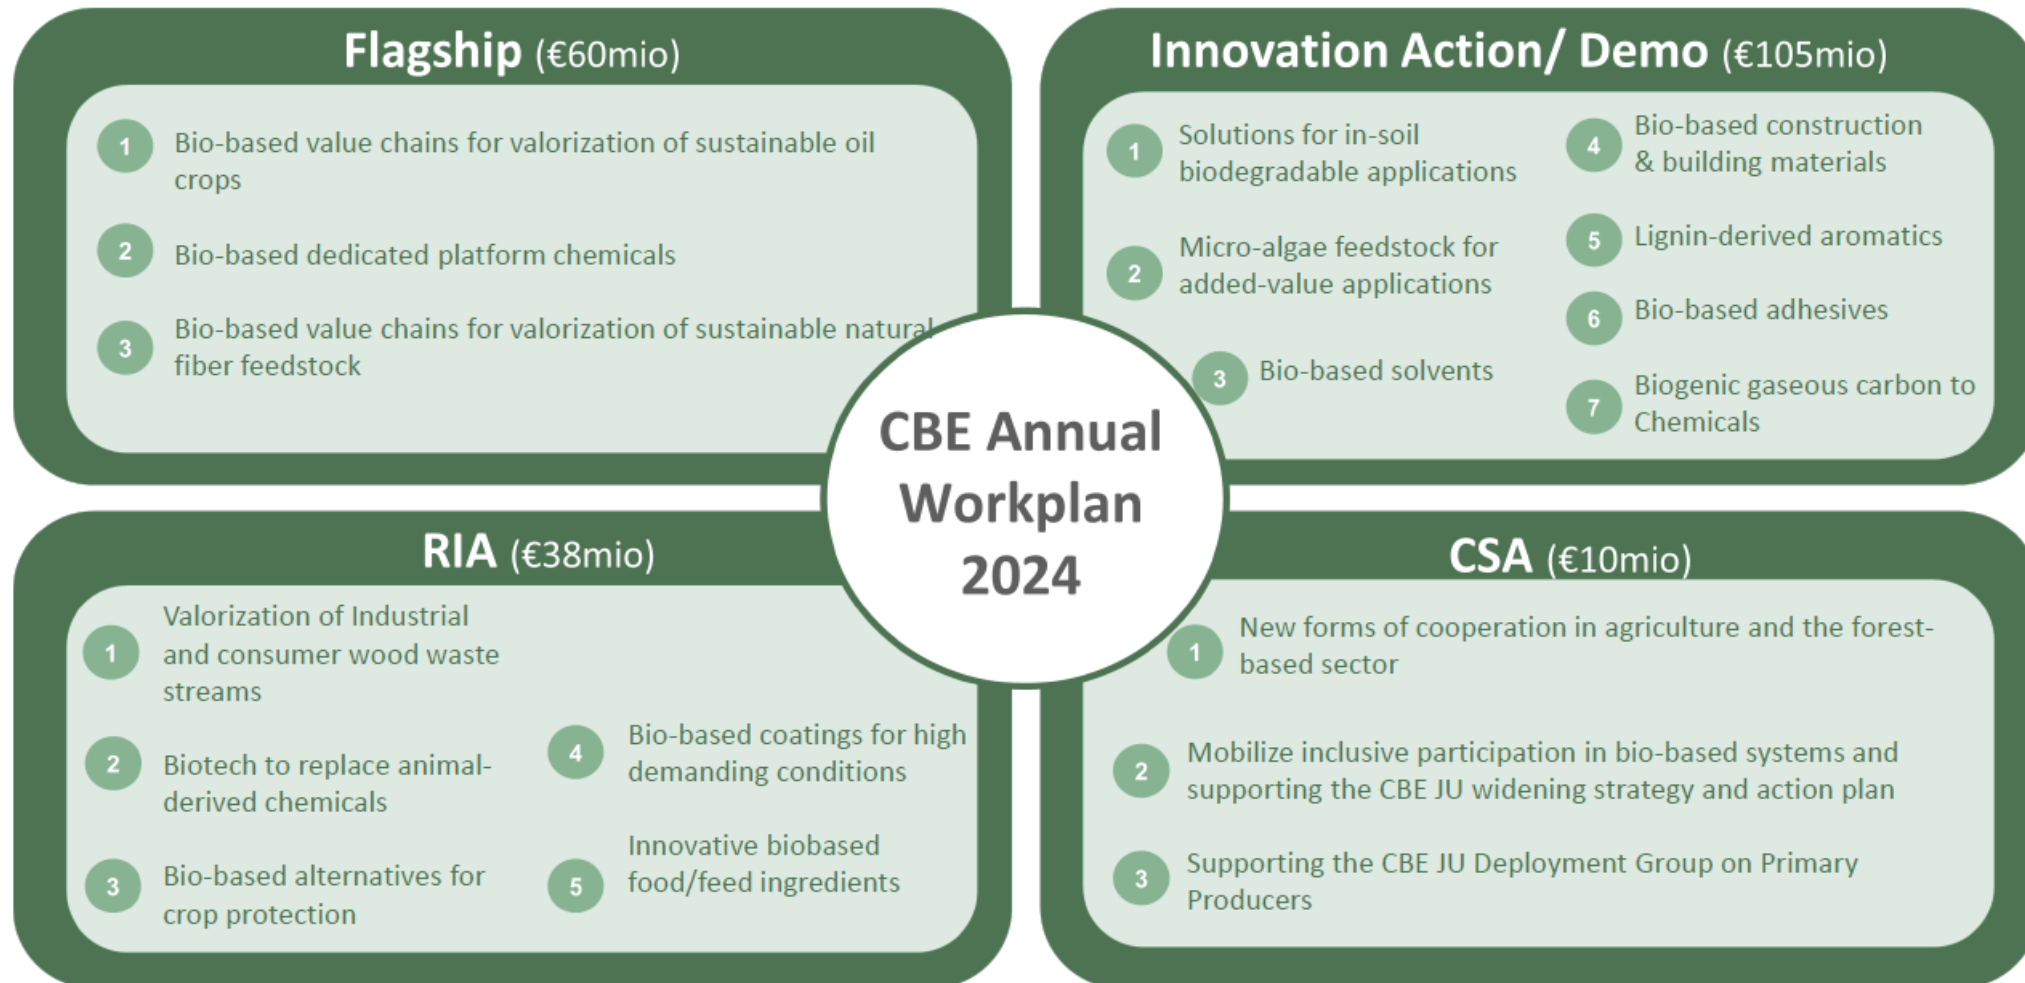 Flagship (€60mio)
1
Bio-based value chains for valorization of sustainable oil
crops
2
Bio-based dedicated platform chemicals
3
Bio-based value chains for valorization of sustainable natural
fiber feedstock
Innovation Action/ Demo (€105mio)
1
Solutions for in-soil
biodegradable applications
2
Micro-algae feedstock for
added-value applications
3
Bio-based solvents
4
Bio-based construction
& building materials
5
Lignin-derived aromatics
6
Bio-based adhesives
7
Biogenic gaseous carbon to
Chemicals
CBE Annual
Workplan
2024
RIA (€38mio)
1
Valorization of Industrial
and consumer wood waste
streams
2
Biotech to replace animal-
derived chemicals
3
Bio-based alternatives for
crop protection
4
Bio-based coatings for high
demanding conditions
5
Innovative biobased
food/feed ingredients
CSA (€10mio)
1
New forms of cooperation in agriculture and the forest-
based sector
2
Mobilize inclusive participation in bio-based systems and
supporting the CBE JU widening strategy and action plan
3
Supporting the CBE JU Deployment Group on Primary
Producers